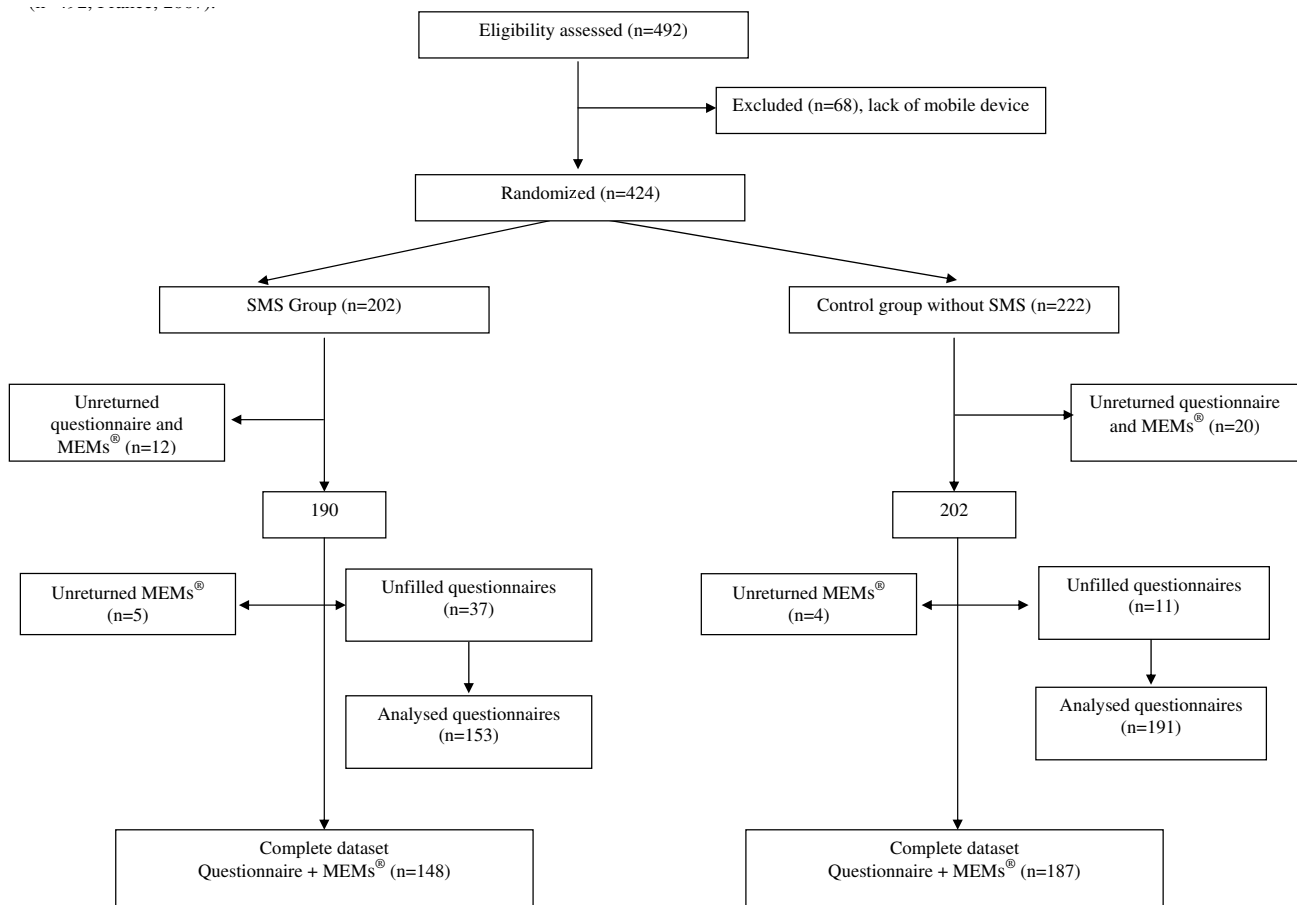 Eligibility assessed (n=492)
Excluded (n=68), lack of mobile device
Randomized (n=424)
SMS Group (n=202)
Control group without SMS (n=222)
Unreturned
questionnaire and
MEMs® (n=12)
Unreturned questionnaire
and MEMs® (n=20)
190
202
Unreturned MEMs®
(n=5)
Unfilled questionnaires
(n=37)
Unreturned MEMs®
(n=4)
Unfilled questionnaires
(n=11)
Analysed questionnaires
(n=153)
Analysed questionnaires
(n=191)
Complete dataset
Questionnaire + MEMs® (n=148)
Complete dataset
Questionnaire + MEMs® (n=187)